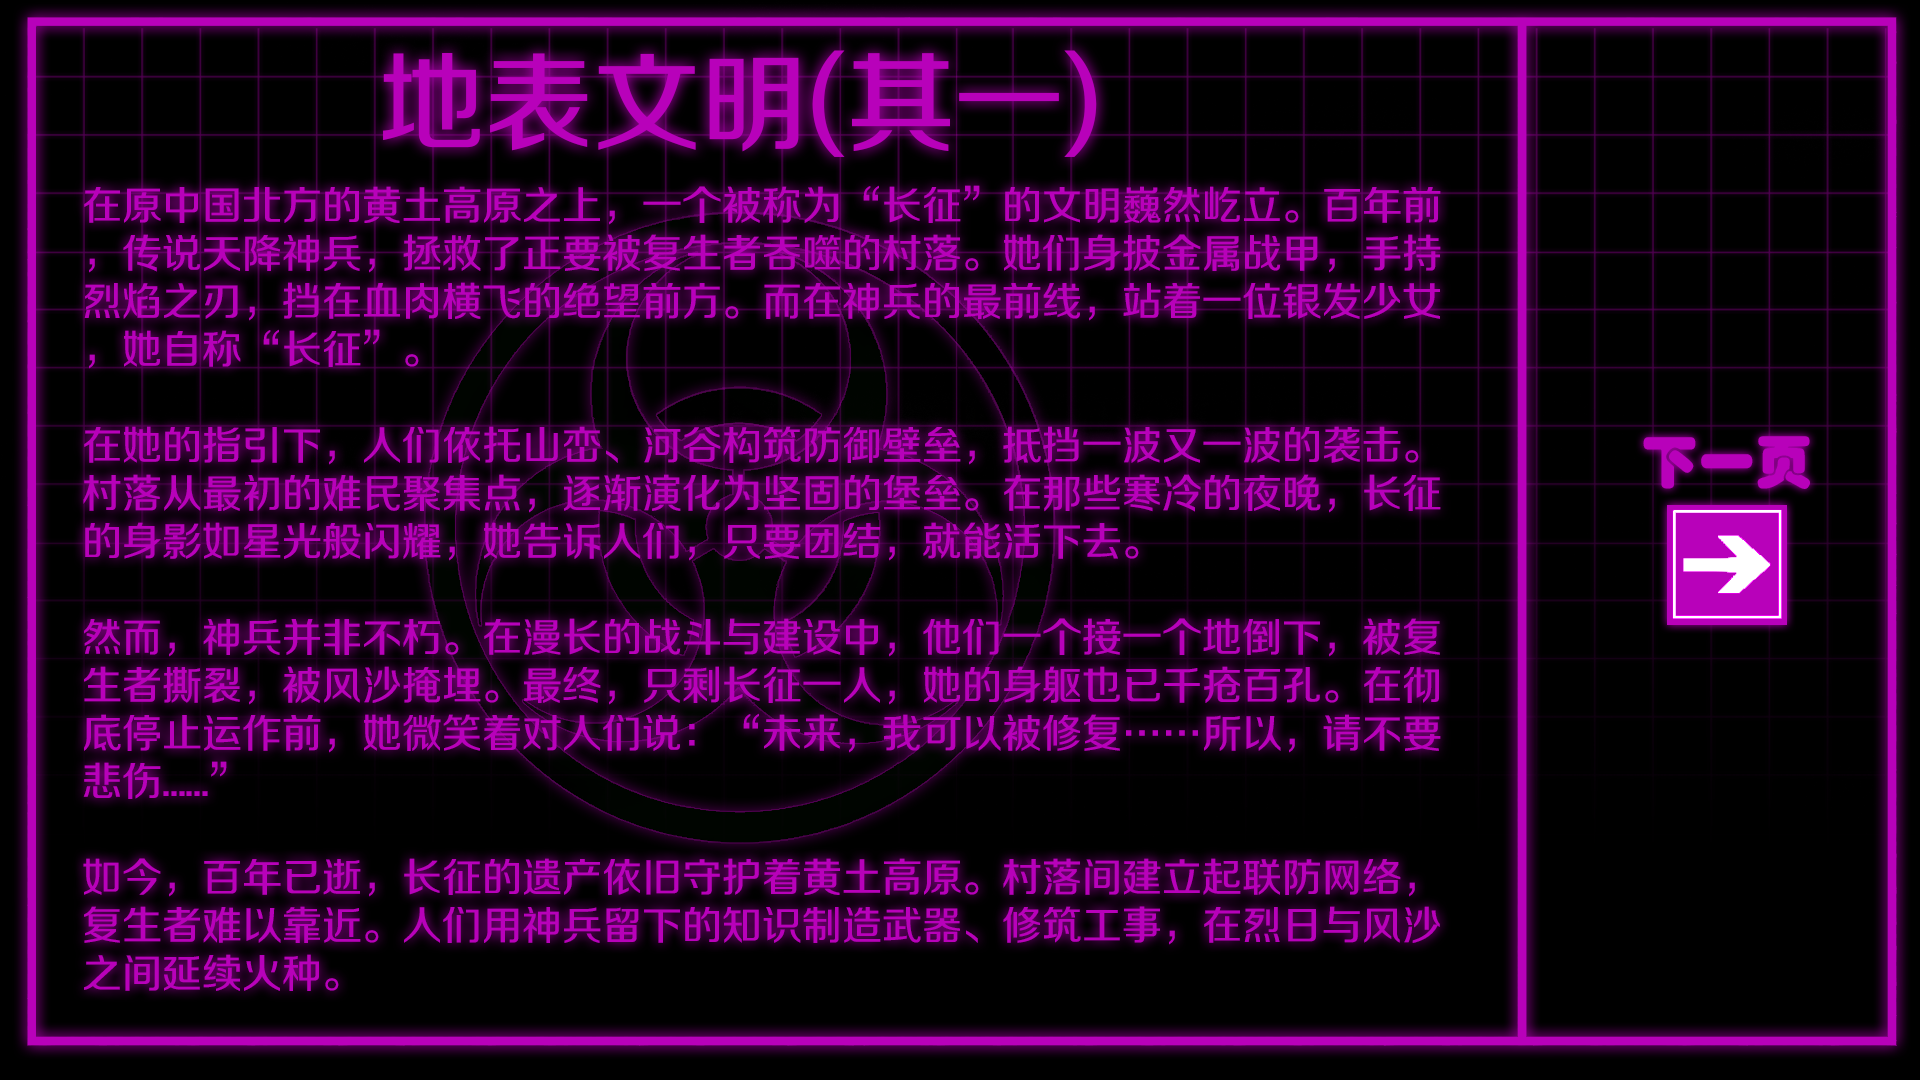 地表文明(其一)
在原中国北方的黄土高原之上，一个被称为“长征”的文明巍然屹立。百年前
，传说天降神兵，拯救了正要被复生者吞噬的村落。她们身披金属战甲，手持
烈焰之刃，挡在血肉横飞的绝望前方。而在神兵的最前线，站着一位银发少女
，她自称“长征”。
在她的指引下，人们依托山峦、河谷构筑防御壁垒，抵挡一波又一波的袭击。
村落从最初的难民聚集点，逐渐演化为坚固的堡垒。在那些寒冷的夜晚，长征
的身影如星光般闪耀，她告诉人们，只要团结，就能活下去。
然而，神兵并非不朽。在漫长的战斗与建设中，他们一个接一个地倒下，被复
生者撕裂，被风沙掩埋。最终，只剩长征一人，她的身躯也已千疮百孔。在彻
底停止运作前，她微笑着对人们说：“未来，我可以被修复……所以，请不要
悲伤……”
如今，百年已逝，长征的遗产依旧守护着黄土高原。村落间建立起联防网络，
复生者难以靠近。人们用神兵留下的知识制造武器、修筑工事，在烈日与风沙
之间延续火种。
下一页